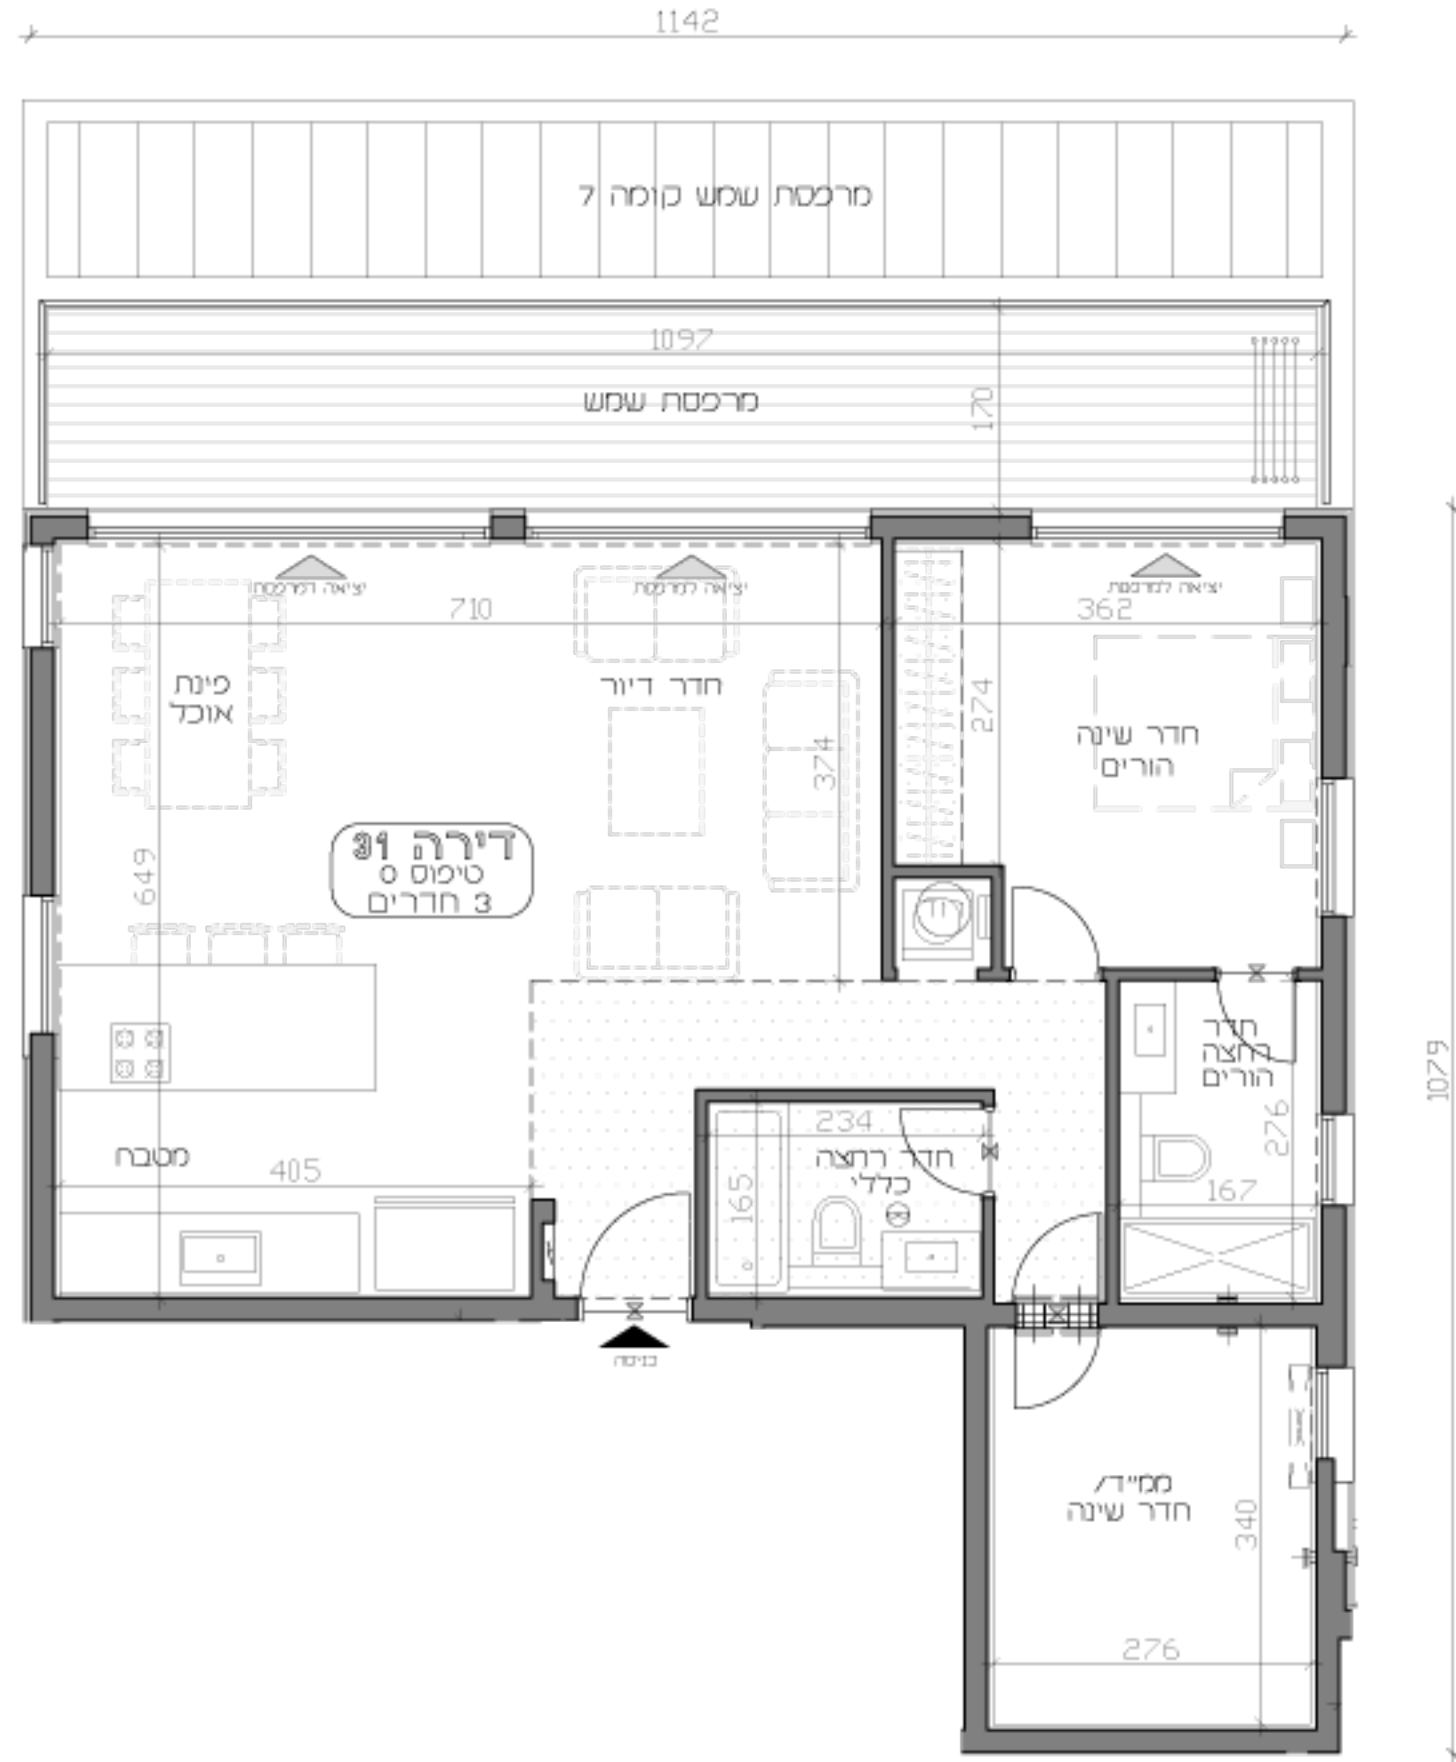 1142
מרפסת שמש קומה 7
1097
מרפסת שמש
170
יציאה למרפסת
יציאה למרפסת
יציאה למרפסת
710
362
פינת
אוכל
חדר דיור
274
חדר שינה
הורים
374
649
דירה
טיפוס 0
3 חדרים
חדר
רחצה
הורים
1079
276
234
חדר רחצה
כללי
165
167
מטבח
405
כניסה
ממ"ד/
חדר שינה
340
276